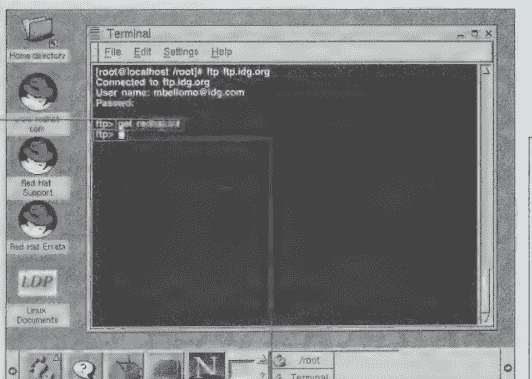 Terminal
File Edit Settings Help
Home directory
[root@localhost /root]# ftp ftp.idg.org
Connected to ftp.idg.org
User name: mbellomo@idg.com
Password:
ftp> get
ftp>
www.redhat.
com
Red Hat
Support
Red Hat Errata
LDP
Linux
Documents
N
/root
Terminal